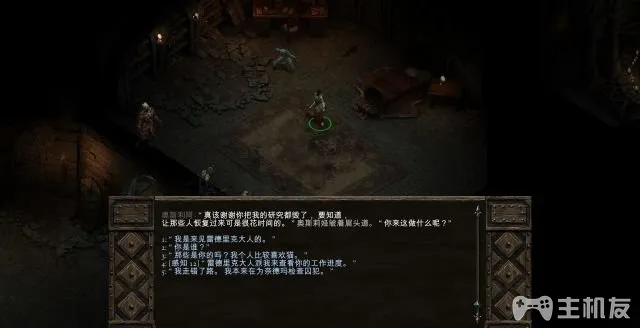 奥斯利娅："真该谢谢你把我的研究都毁了，要知道，
让那些人恢复过来可是很花时间的。"奥斯莉娅皱着眉头道。"你来这做什么呢？"
1: "我是来见雷德里克大人的。"
2: "你是谁？"
3: "那些是你的吗？我个人比较喜欢猫。"
4: [感知 12] "雷德里克大人派我来查看你的工作进度。"
5: "我走错了路。我本来在为奈德玛检查囚犯。"
主机友